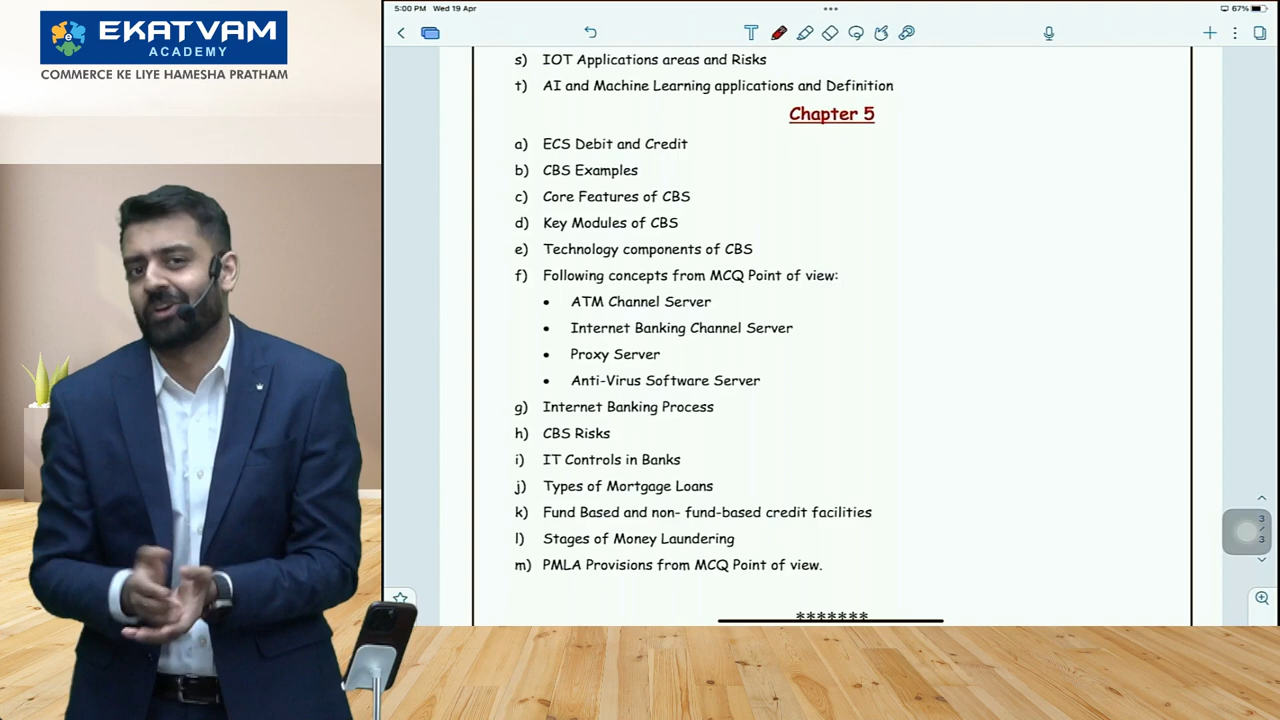 EKATVAM
ACADEMY
COMMERCE KE LIYE HAMESHA PRATHAM
5:00 PM Wed 19 Apr
67%
s) IOT Applications areas and Risks
t) AI and Machine Learning applications and Definition
Chapter 5
a) ECS Debit and Credit
b) CBS Examples
c) Core Features of CBS
d) Key Modules of CBS
e) Technology components of CBS
f) Following concepts from MCQ Point of view:
• ATM Channel Server
• Internet Banking Channel Server
• Proxy Server
• Anti-Virus Software Server
g) Internet Banking Process
h) CBS Risks
i) IT Controls in Banks
j) Types of Mortgage Loans
k) Fund Based and non- fund-based credit facilities
l) Stages of Money Laundering
m) PMLA Provisions from MCQ Point of view.
*******
3
/
3